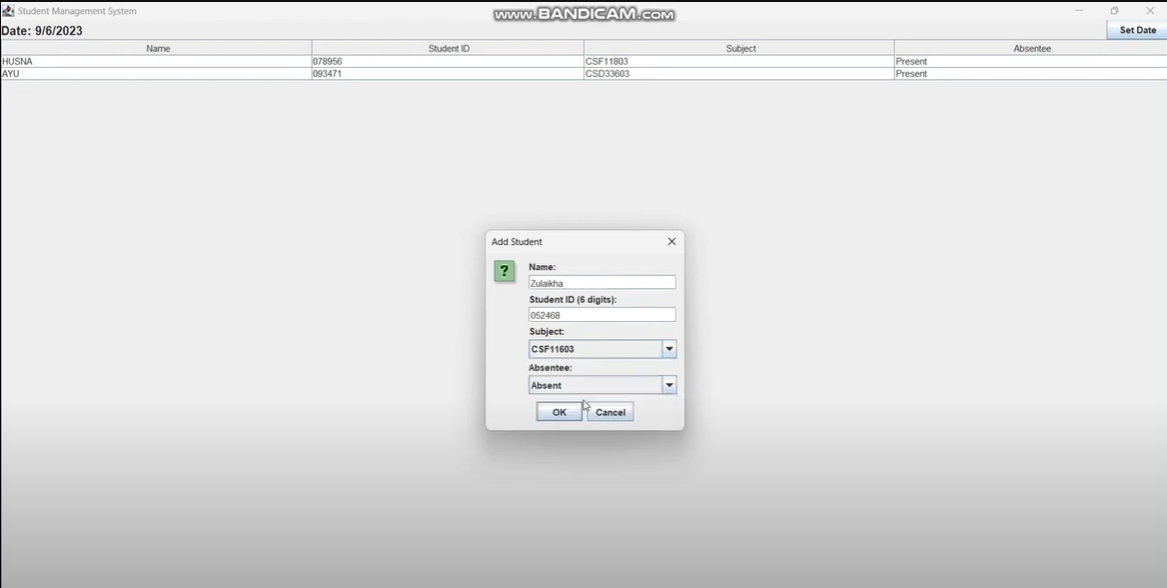 Student Management System
www.BANDICAM.com
Date: 9/6/2023
Set Date
Name Student ID Subject Absentee
HUSNA 078956 CSF11803 Present
AYU 093471 CSD33603 Present
Add Student
?
Name:
Zulaikha
Student ID (6 digits):
052468
Subject:
CSF11603
Absentee:
Absent
OK Cancel